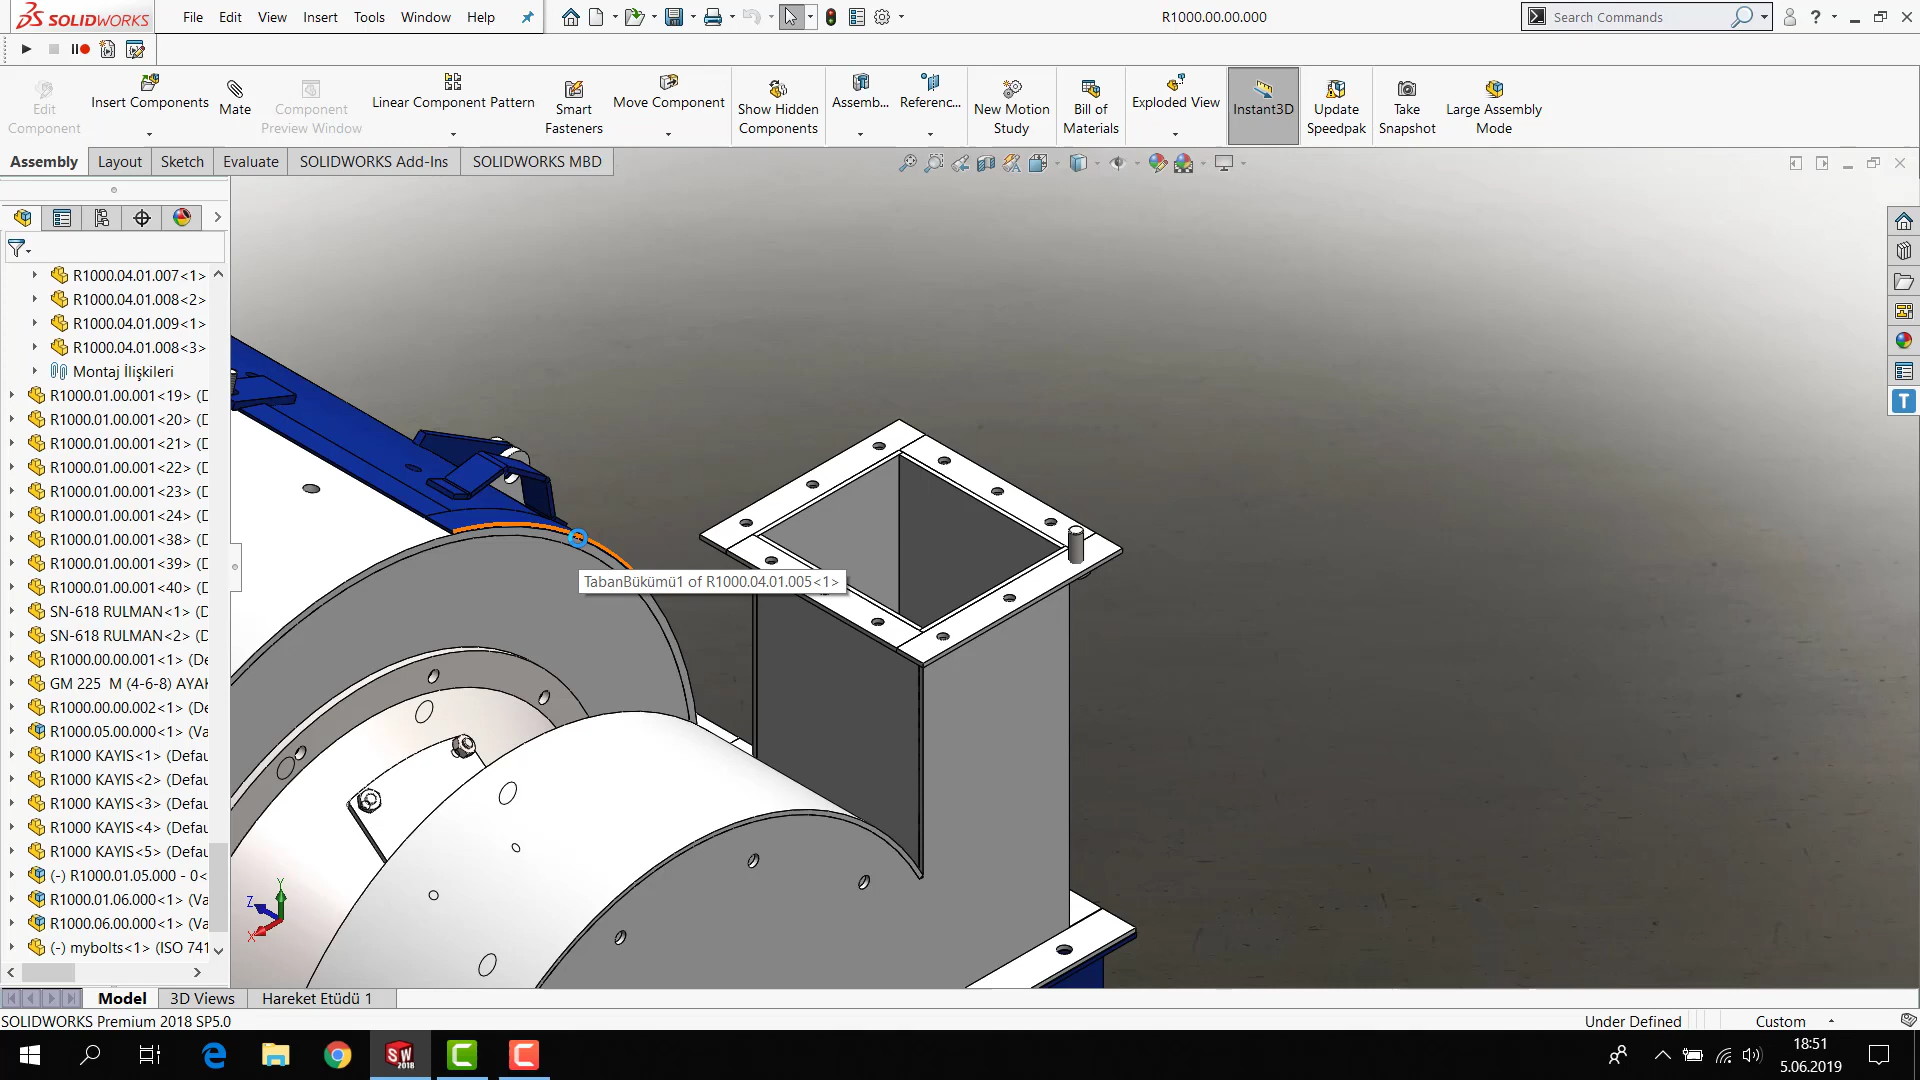 SOLIDWORKS
File Edit View Insert Tools Window Help
R1000.00.00.000
Search Commands
Edit Component
Insert Components
Mate
Component Preview Window
Linear Component Pattern
Smart Fasteners
Move Component
Show Hidden Components
Assemb...
Referenc...
New Motion Study
Bill of Materials
Exploded View
Instant3D
Update Speedpak
Take Snapshot
Large Assembly Mode
Assembly Layout Sketch Evaluate SOLIDWORKS Add-Ins SOLIDWORKS MBD
R1000.04.01.007<1>
R1000.04.01.008<2>
R1000.04.01.009<1>
R1000.04.01.008<3>
Montaj İlişkileri
R1000.01.00.001<19> (D
R1000.01.00.001<20> (D
R1000.01.00.001<21> (D
R1000.01.00.001<22> (D
R1000.01.00.001<23> (D
R1000.01.00.001<24> (D
R1000.01.00.001<38> (D
R1000.01.00.001<39> (D
R1000.01.00.001<40> (D
SN-618 RULMAN<1> (D
SN-618 RULMAN<2> (D
R1000.00.00.001<1> (De
GM 225 M (4-6-8) AYAK
R1000.00.00.002<1> (De
R1000.05.00.000<1> (Va
R1000 KAYIS<1> (Defau
R1000 KAYIS<2> (Defau
R1000 KAYIS<3> (Defau
R1000 KAYIS<4> (Defau
R1000 KAYIS<5> (Defau
(-) R1000.01.05.000 - 0<
R1000.01.06.000<1> (Va
R1000.06.00.000<1> (Va
(-) mybolts<1> (ISO 741
TabanBükümü1 of R1000.04.01.005<1>
Y
Z
X
T
Model 3D Views Hareket Etüdü 1
SOLIDWORKS Premium 2018 SP5.0
Under Defined
Custom
SW
2018
18:51
5.06.2019